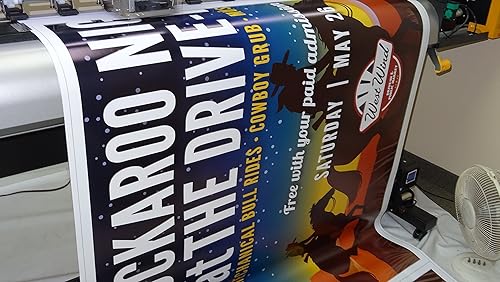 CKAROO NI
at THE DRIVE-
CHANICAL BULL RIDES • COWBOY GRUB •
Free with your paid admi
SATURDAY | MAY 26
West Wind